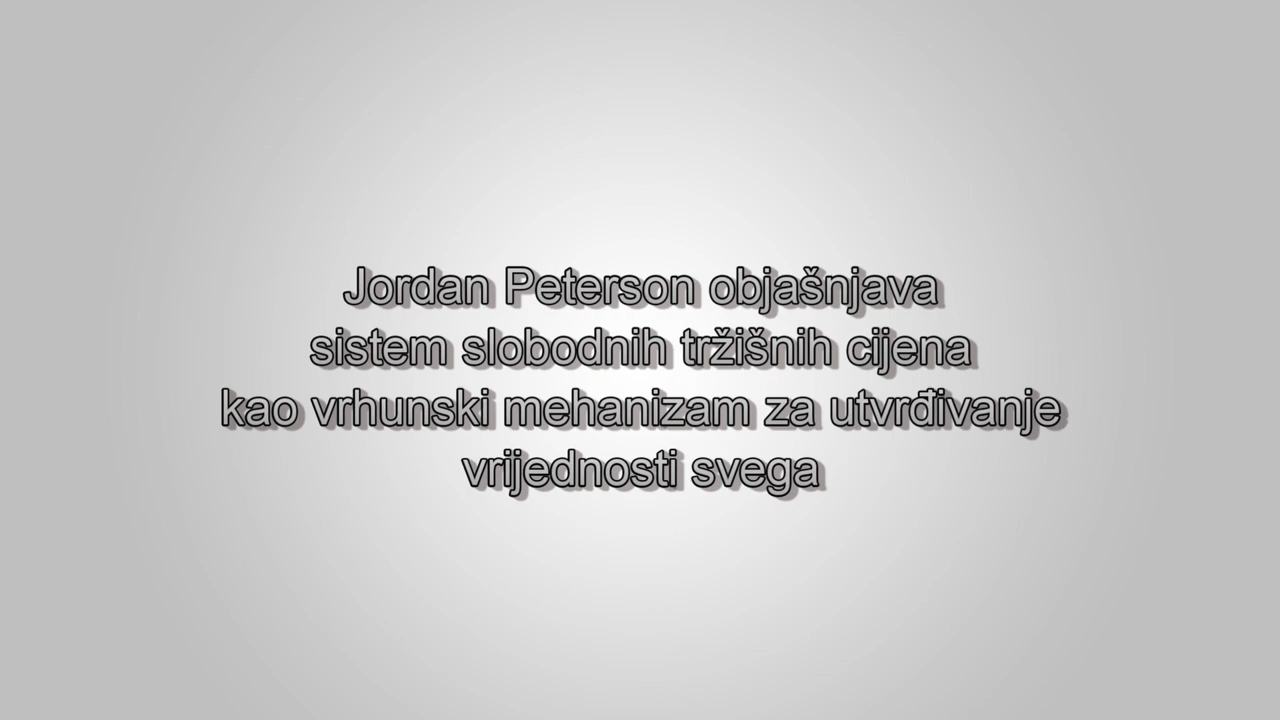 Jordan Peterson objašnjava
sistem slobodnih tržišnih cijena
kao vrhunski mehanizam za utvrđivanje
vrijednosti svega